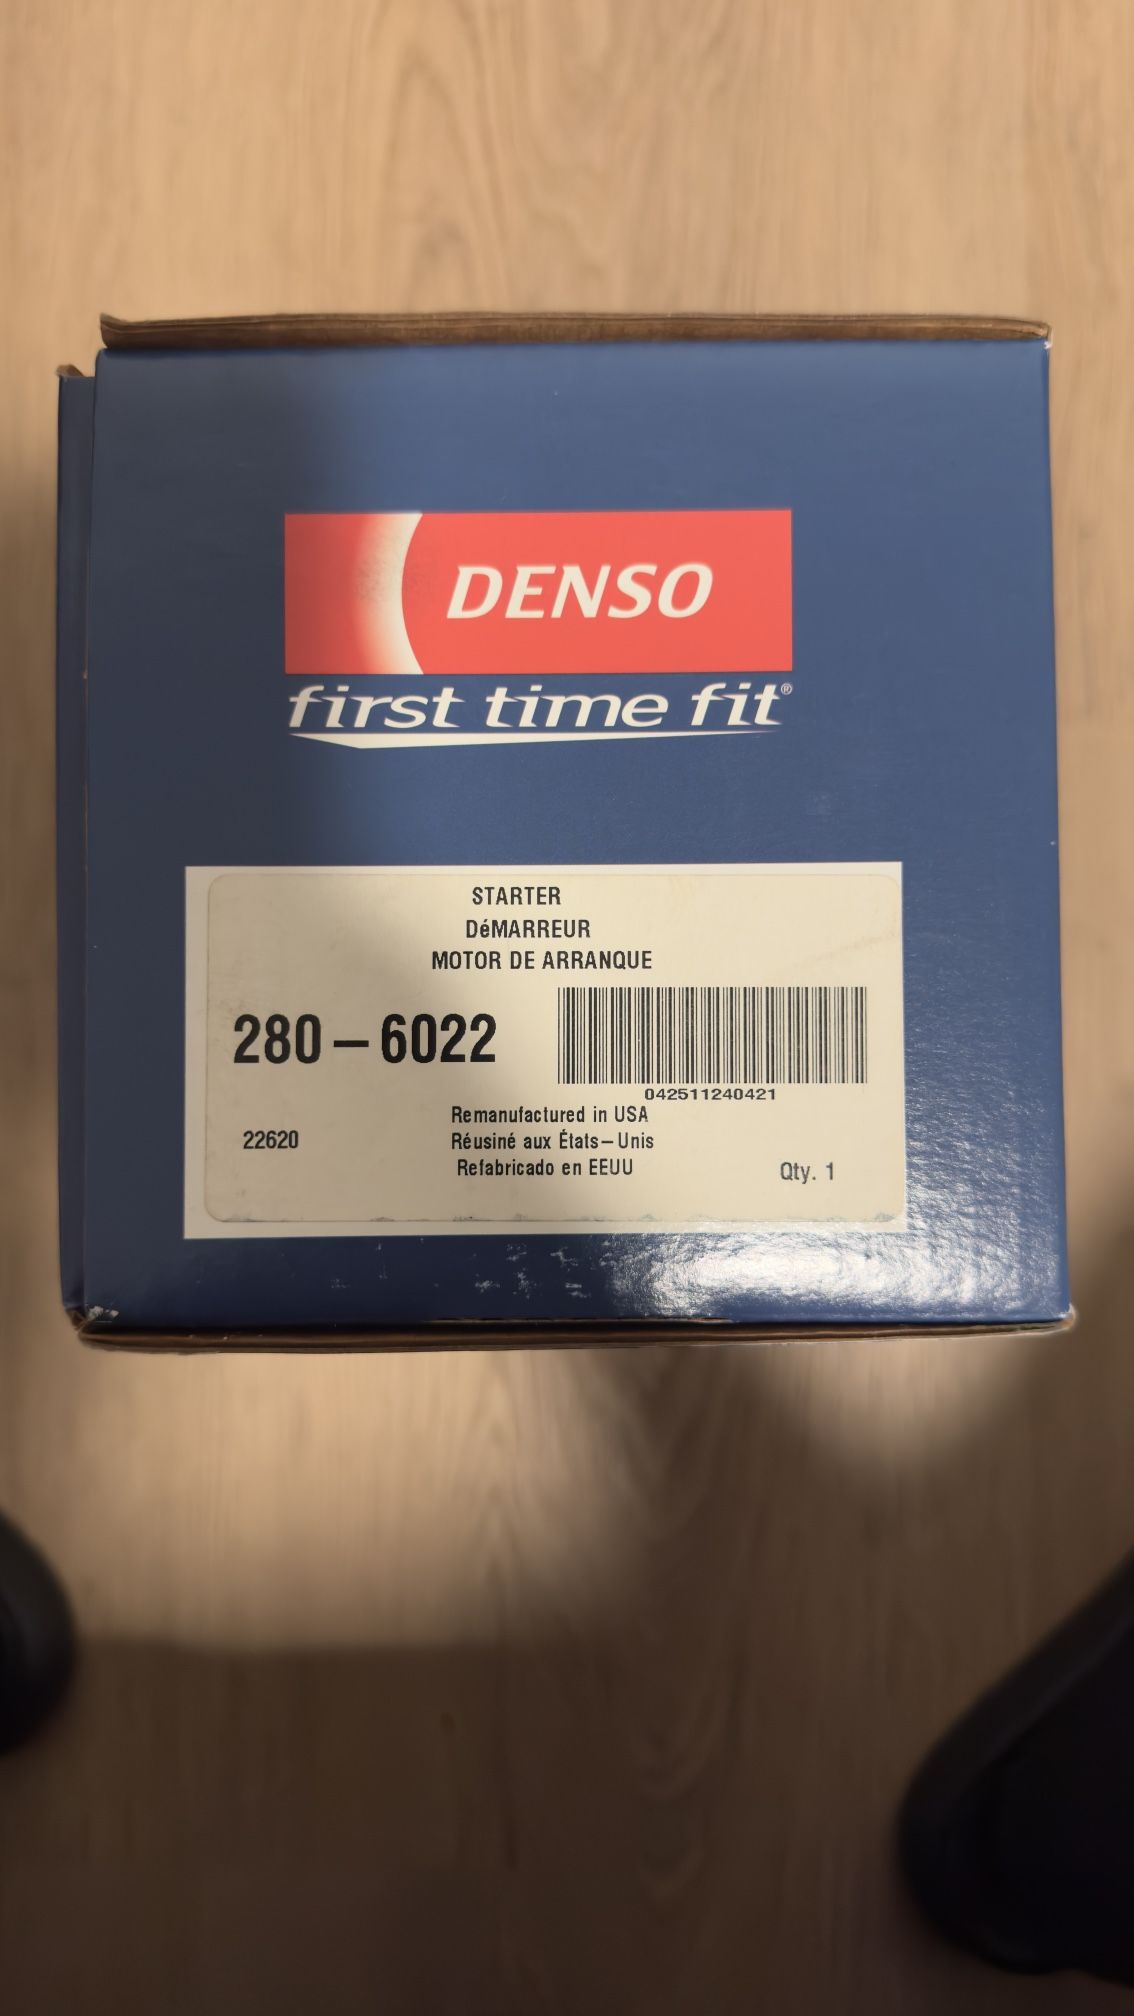 DENSO
first time fit®
STARTER
DéMARREUR
MOTOR DE ARRANQUE
280–6022
042511240421
Remanufactured in USA
22620
Réusiné aux États–Unis
Refabricado en EEUU
Qty. 1